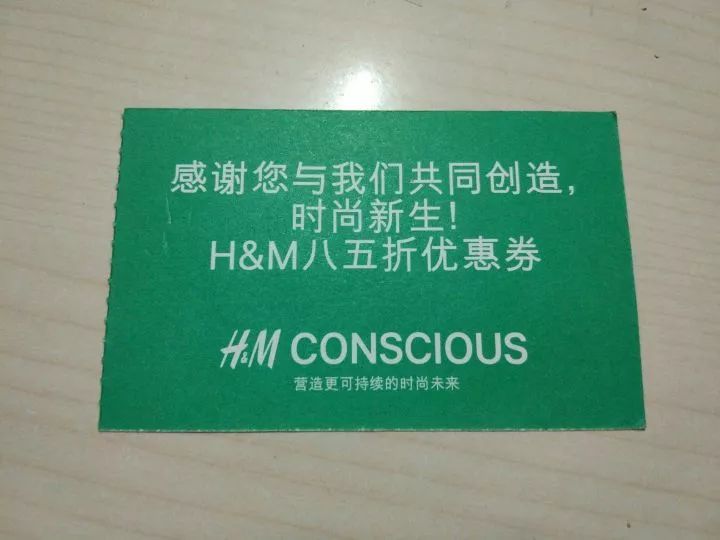 感谢您与我们共同创造，
时尚新生！
H&M八五折优惠券
H&M CONSCIOUS
营造更可持续的时尚未来